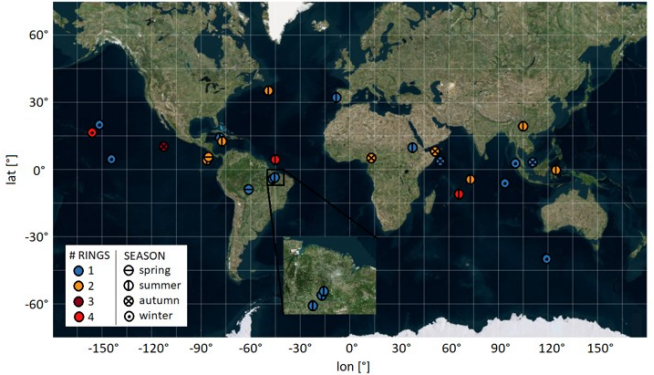 60°
30°
0°
-30°
-60°
lat [°]
# RINGS
1
2
3
4
SEASON
spring
summer
autumn
winter
-150°
-120°
-90°
-60°
-30°
0°
30°
60°
90°
120°
150°
lon [°]